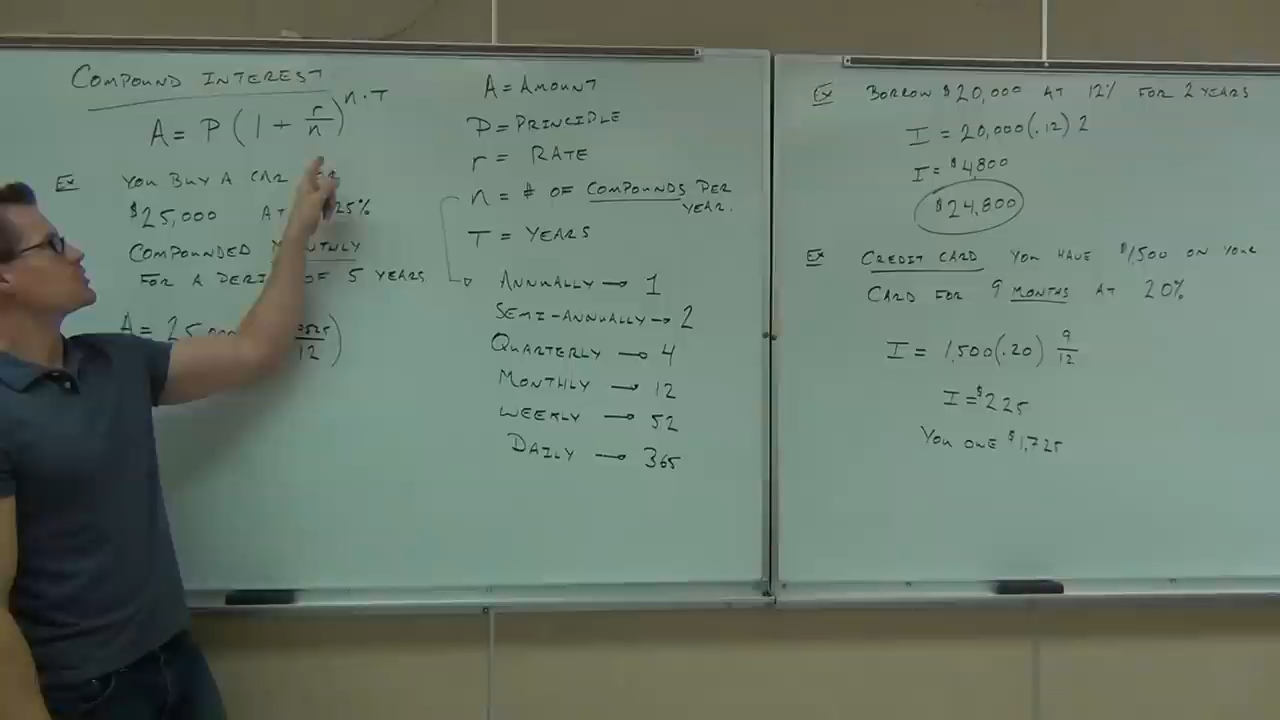 COMPOUND INTEREST
A = P (1 + r/n)^n·T
Ex YOU BUY A CAR
$25,000 AT 25%
COMPOUNDED MONTHLY
FOR A PERIOD OF 5 YEARS
A = 25,000 0525/12 )
A = AMOUNT
P = PRINCIPLE
r = RATE
n = # OF COMPOUNDS PER
YEAR.
T = YEARS
ANNUALLY → 1
SEMI-ANNUALLY → 2
QUARTERLY → 4
MONTHLY → 12
WEEKLY → 52
DAILY → 365
Ex BORROW $20,000 AT 12% FOR 2 YEARS
I = 20,000(.12) 2
I = $4,800
$24,800
Ex CREDIT CARD YOU HAVE $1,500 ON YOUR
CARD FOR 9 MONTHS AT 20%
I = 1,500(.20) 9/12
I = $225
YOU OWE $1,725